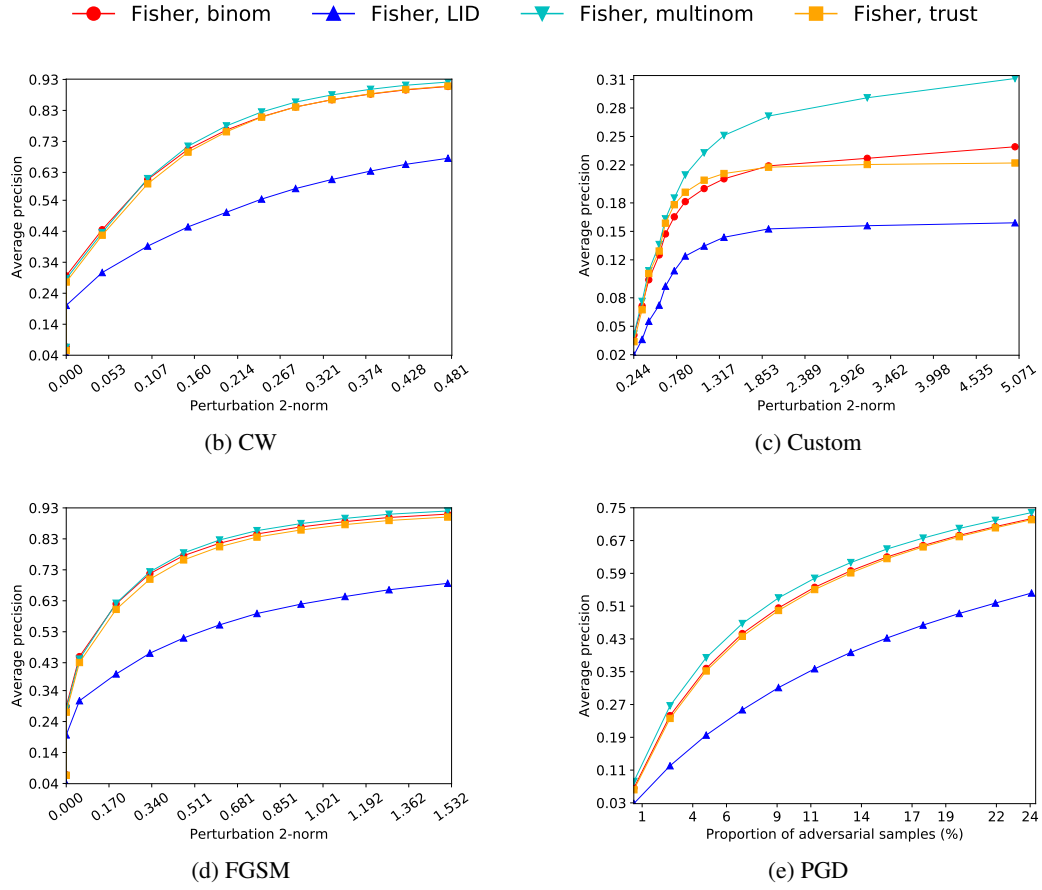 Fisher, binom Fisher, LID Fisher, multinom Fisher, trust
0.93
0.83
0.73
0.63
0.54
0.44
0.34
0.24
0.14
0.04
Average precision
0.000 0.053 0.107 0.160 0.214 0.267 0.321 0.374 0.428 0.481
Perturbation 2-norm
(b) CW
0.31
0.28
0.25
0.22
0.18
0.15
0.12
0.08
0.05
0.02
Average precision
0.244 0.780 1.317 1.853 2.389 2.926 3.462 3.998 4.535 5.071
Perturbation 2-norm
(c) Custom
0.93
0.83
0.73
0.63
0.53
0.43
0.34
0.24
0.14
0.04
Average precision
0.000 0.170 0.340 0.511 0.681 0.851 1.021 1.192 1.362 1.532
Perturbation 2-norm
(d) FGSM
0.75
0.67
0.59
0.51
0.43
0.35
0.27
0.19
0.11
0.03
Average precision
1 4 6 9 11 14 17 19 22 24
Proportion of adversarial samples (%)
(e) PGD